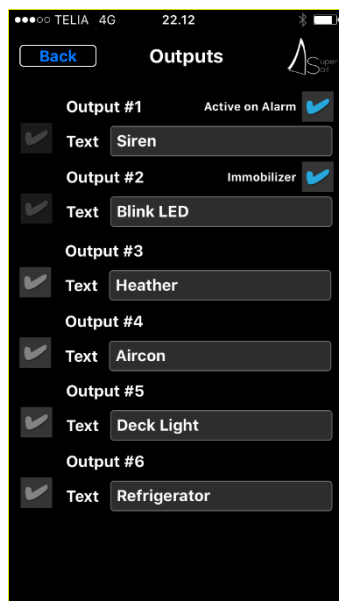 TELIA 4G 22.12
Back Outputs Super Sail
Output #1 Active on Alarm
Text Siren
Output #2 Immobilizer
Text Blink LED
Output #3
Text Heather
Output #4
Text Aircon
Output #5
Text Deck Light
Output #6
Text Refrigerator